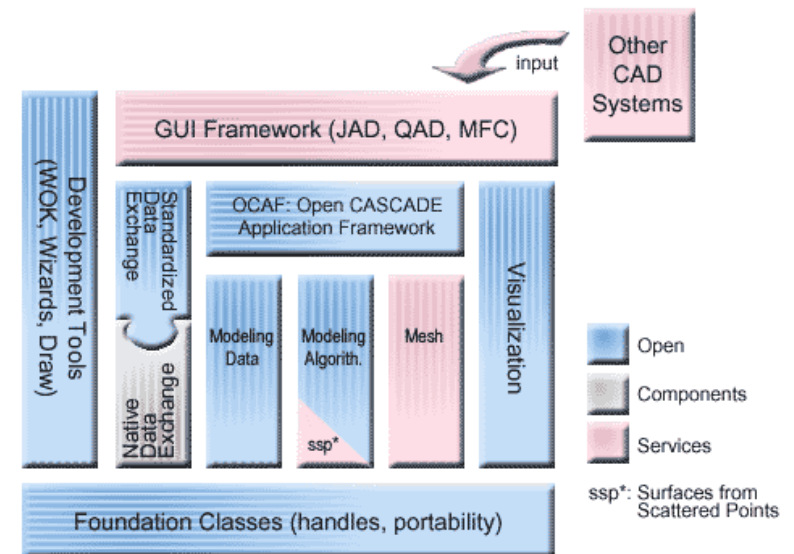 Other
CAD
Systems
input
GUI Framework (JAD, QAD, MFC)
Development Tools
(WOK, Wizards, Draw)
Standardized
Data
Exchange
OCAF: Open CASCADE
Application Framework
Visualization
Modeling
Data
Modeling
Algorith.
Mesh
Native
Data
Exchange
ssp*
Open
Components
Services
ssp*: Surfaces from
Scattered Points
Foundation Classes (handles, portability)